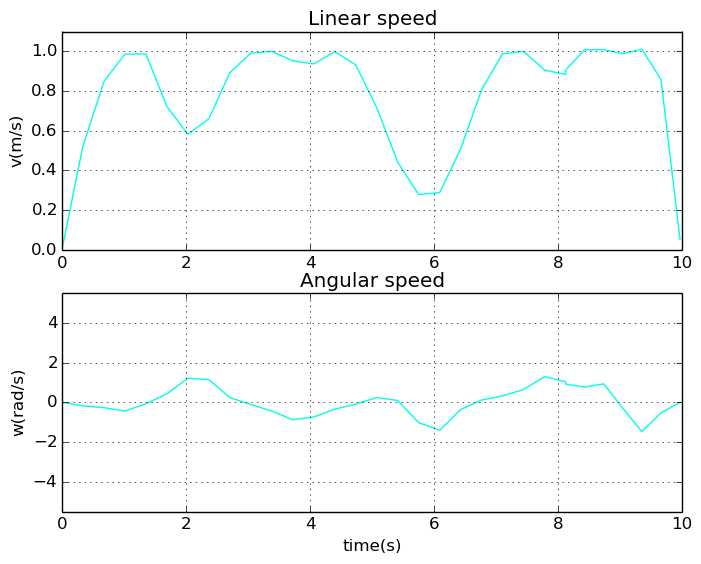 Linear speed
v(m/s)
1.0
0.8
0.6
0.4
0.2
0.0
0 2 4 6 8 10
Angular speed
w(rad/s)
4
2
0
−2
−4
0 2 4 6 8 10
time(s)